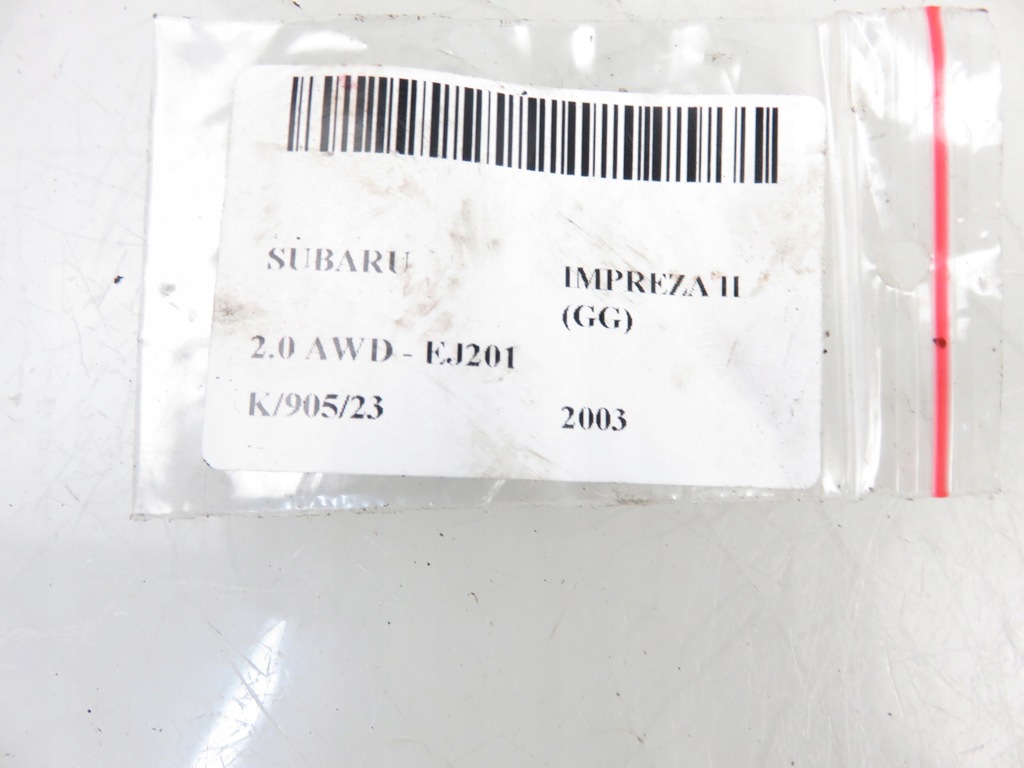 SUBARU
IMPREZA II
(GG)
2.0 AWD - EJ201
K/905/23
2003